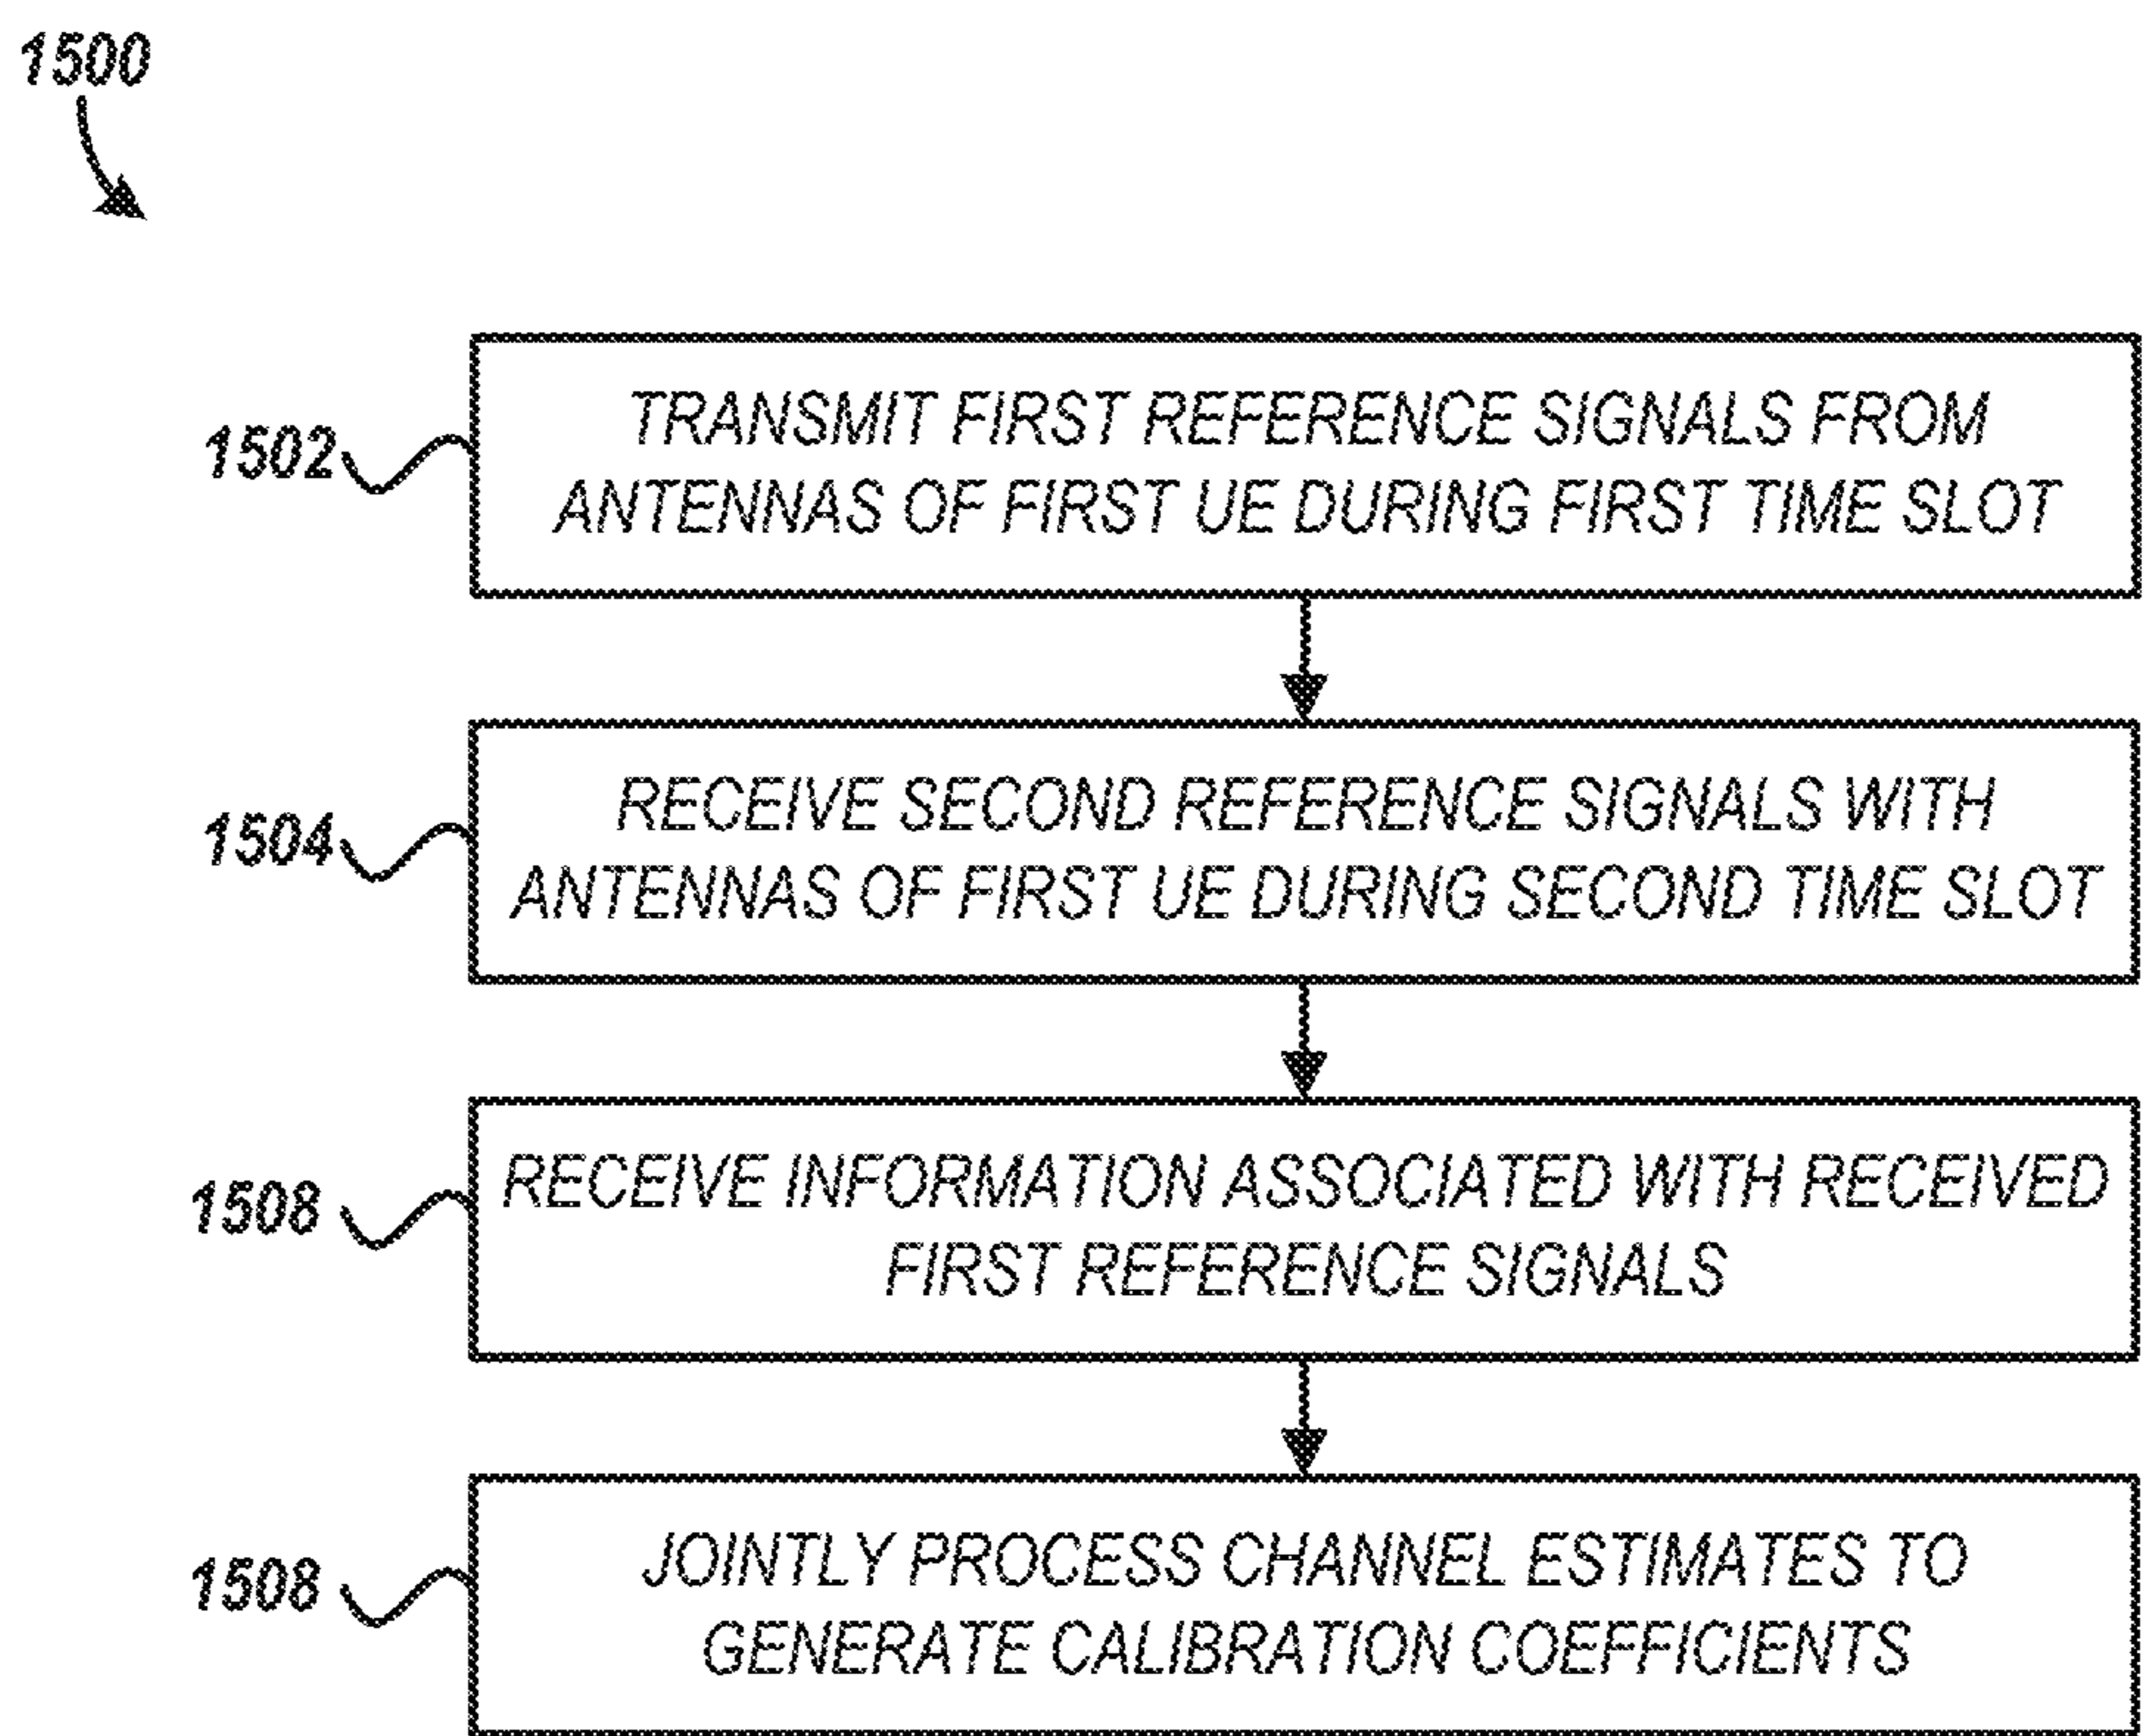 1500
1502
TRANSMIT FIRST REFERENCE SIGNALS FROM
ANTENNAS OF FIRST UE DURING FIRST TIME SLOT
1504
RECEIVE SECOND REFERENCE SIGNALS WITH
ANTENNAS OF FIRST UE DURING SECOND TIME SLOT
1508
RECEIVE INFORMATION ASSOCIATED WITH RECEIVED
FIRST REFERENCE SIGNALS
1508
JOINTLY PROCESS CHANNEL ESTIMATES TO
GENERATE CALIBRATION COEFFICIENTS